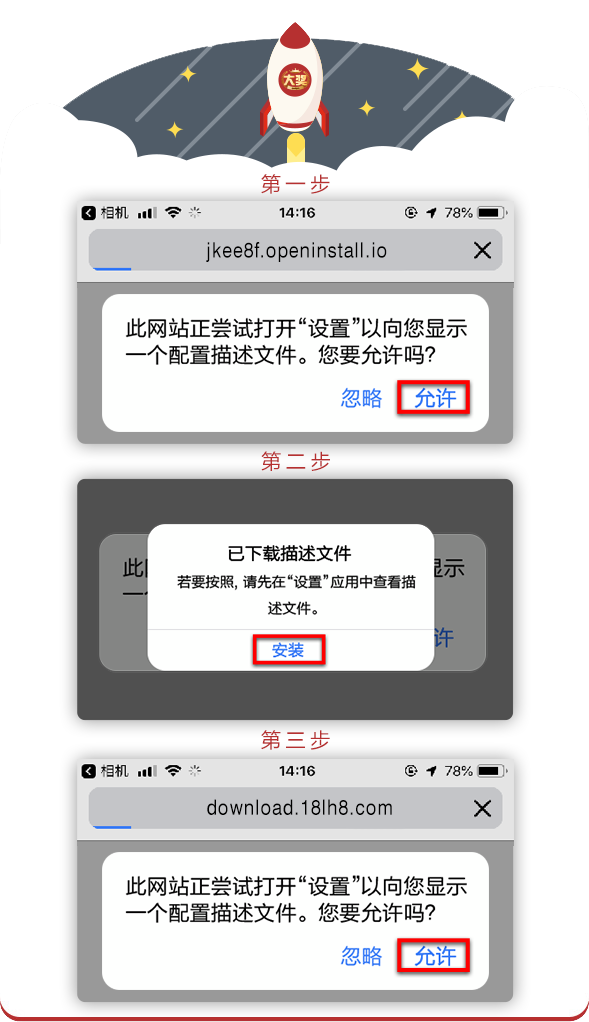 大奖
第一步
相机
14:16
78%
jkee8f.openinstall.io
此网站正尝试打开“设置”以向您显示
一个配置描述文件。您要允许吗?
忽略
允许
第二步
此
显示
一
许
已下载描述文件
若要按照, 请先在“设置”应用中查看描
述文件。
安装
第三步
相机
14:16
78%
download.18lh8.com
此网站正尝试打开“设置”以向您显示
一个配置描述文件。您要允许吗?
忽略
允许